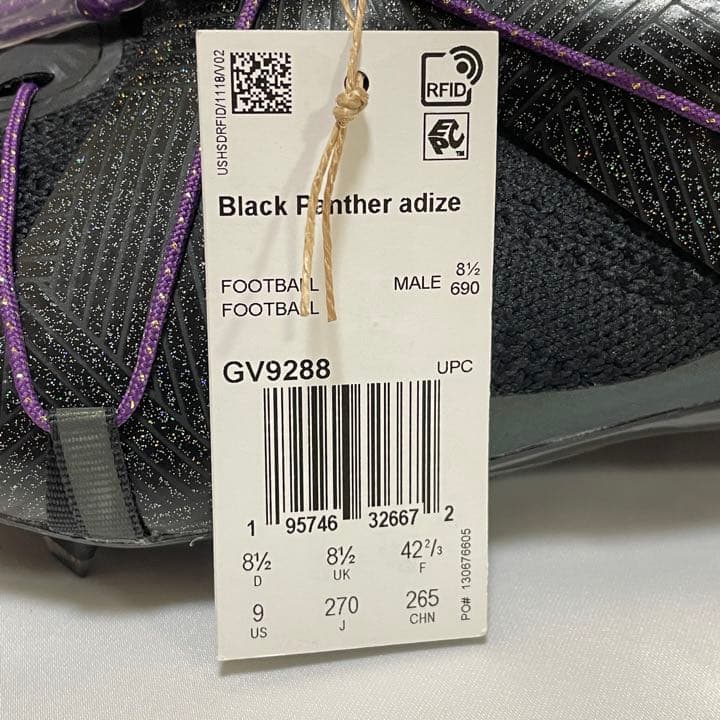 USHSDRFID/1118/V02
RFID
EPC™
Black Panther adize
FOOTBALL
FOOTBALL
MALE 8½
690
GV9288
UPC
1 95746 32667 2
8½ 8½ 42²/₃
D UK F
9 270 265
US J CHN
PO# 130676605